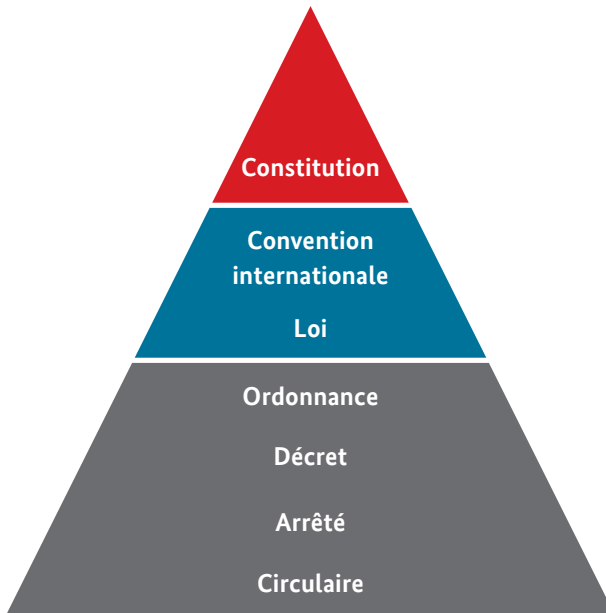 Constitution
Convention
internationale
Loi
Ordonnance
Décret
Arrêté
Circulaire